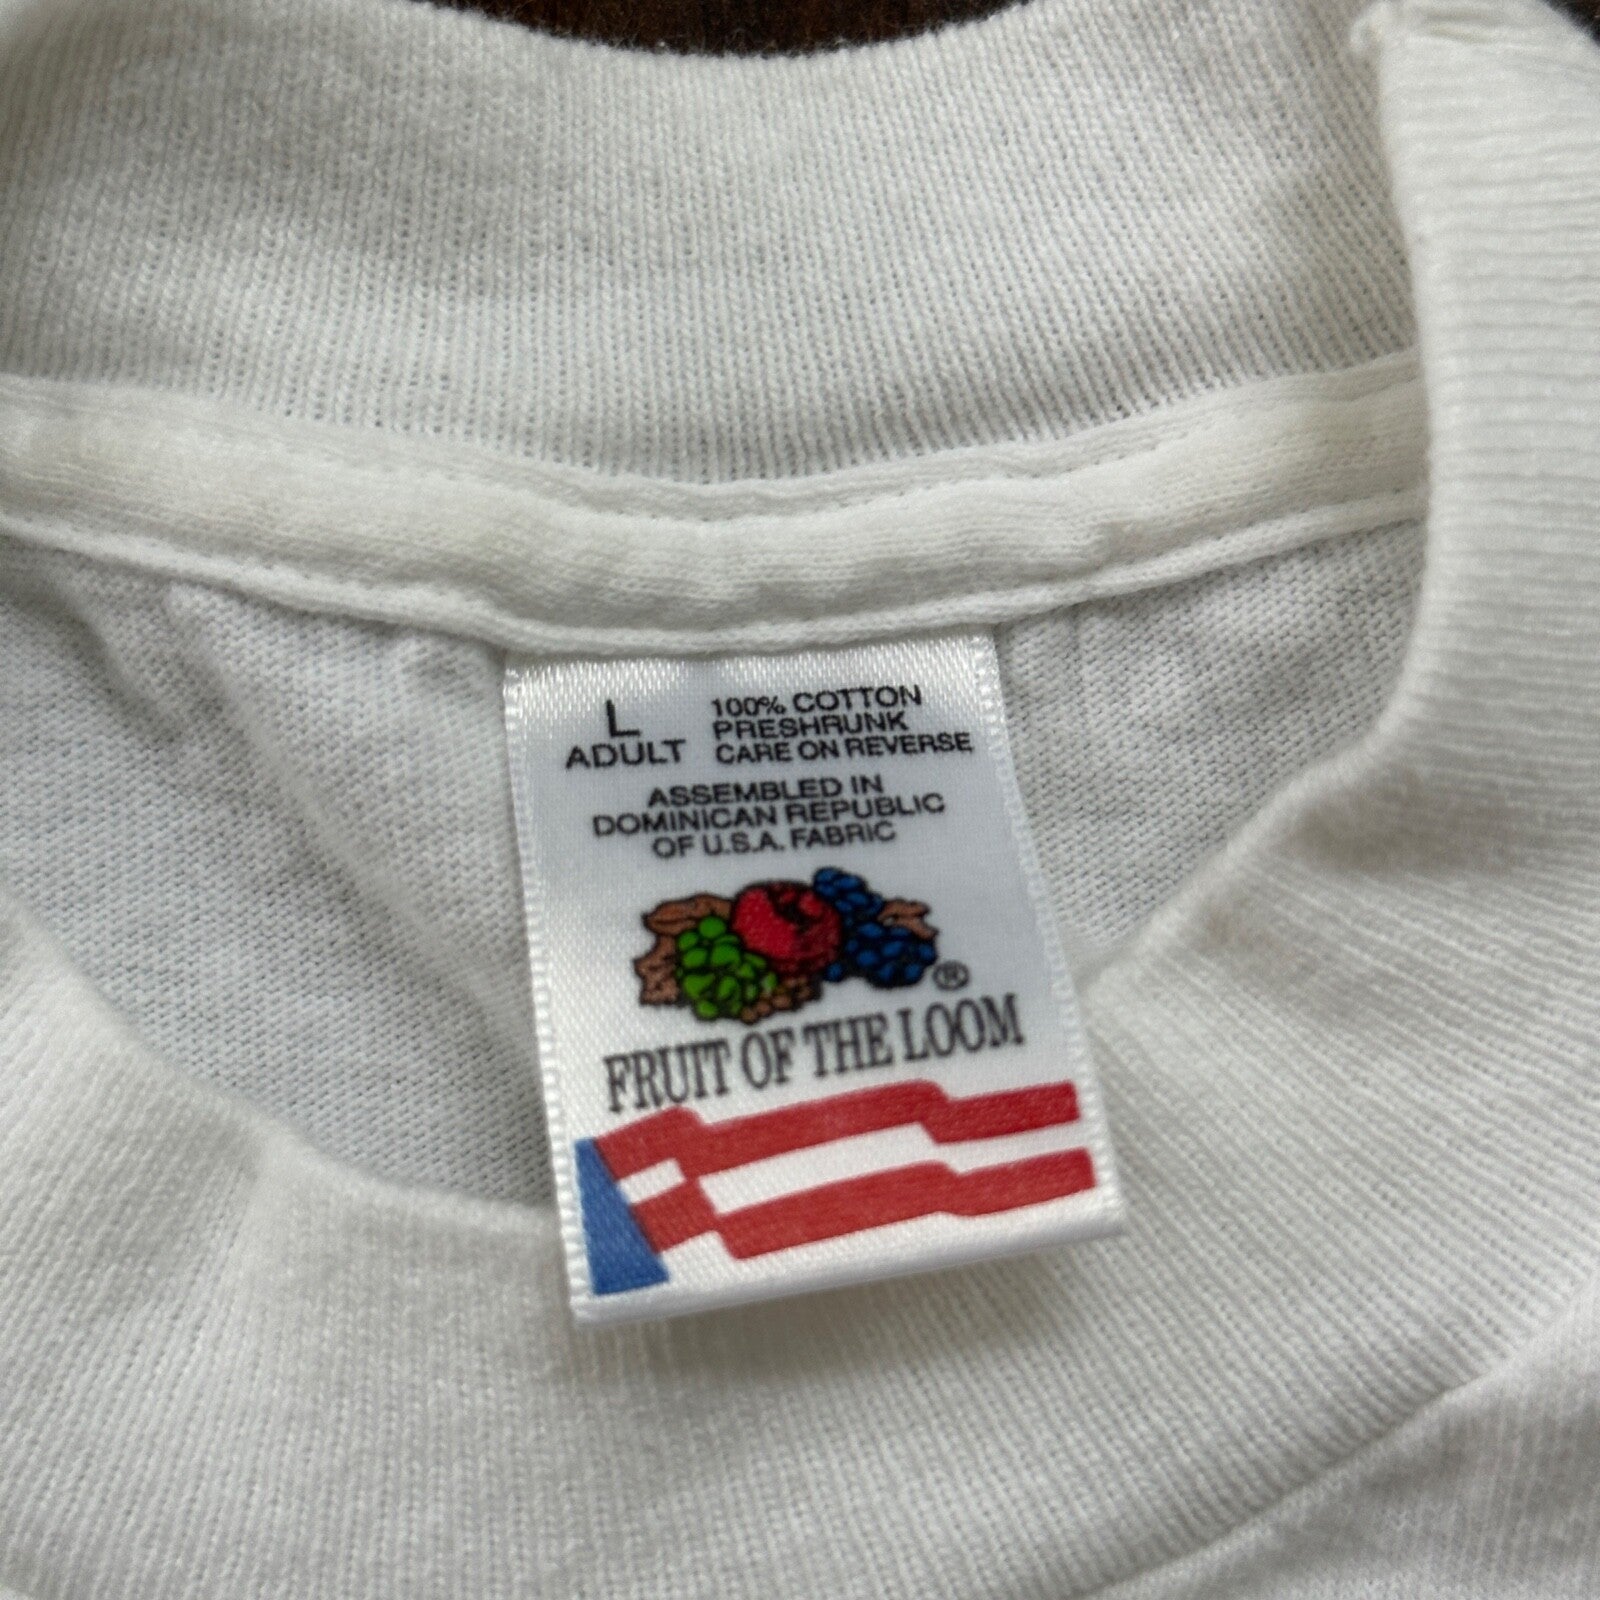 L
ADULT
100% COTTON
PRESHRUNK
CARE ON REVERSE
ASSEMBLED IN
DOMINICAN REPUBLIC
OF U.S.A. FABRIC
®
FRUIT OF THE LOOM